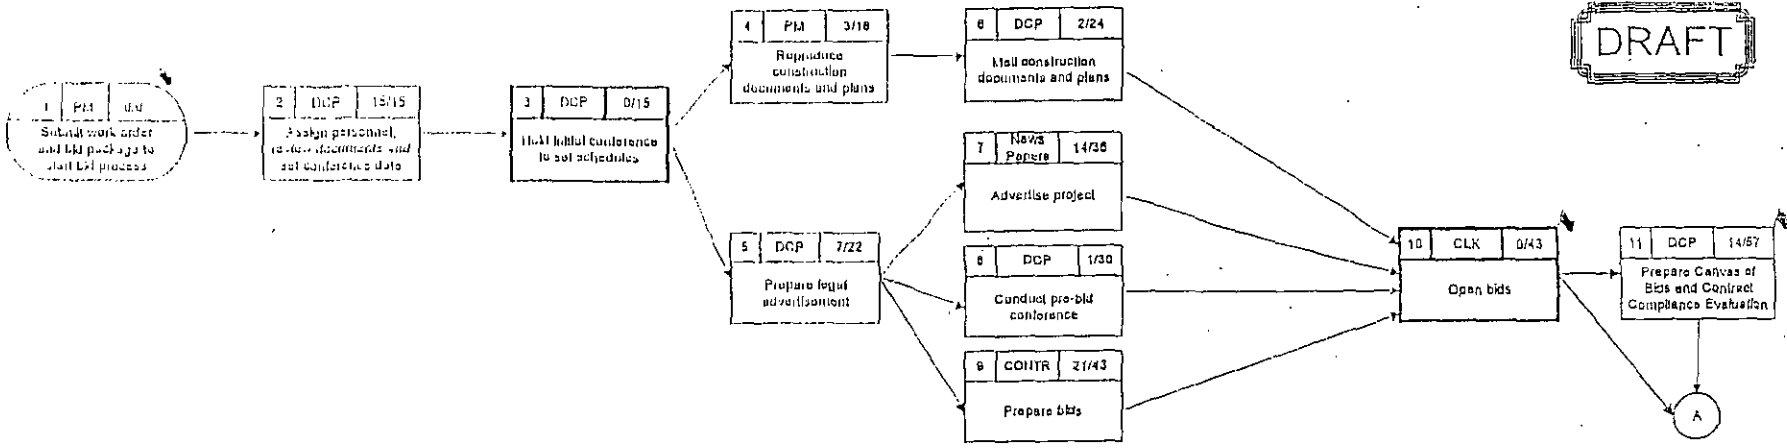 DRAFT
1 PM 0/0
Submit work order
and bid package to
start bid process
2 DCP 15/15
Assign personnel,
review documents and
set conference date
3 DCP 0/15
Hold initial conference
to set schedules
4 PM 3/18
Reproduce
construction
documents and plans
5 DCP 7/22
Prepare legal
advertisement
6 DCP 2/24
Mail construction
documents and plans
7 News
Papers 14/36
Advertise project
8 DCP 1/30
Conduct pre-bid
conference
9 CONTR 21/43
Prepare bids
10 CLK 0/43
Open bids
11 DCP 14/57
Prepare Canvas of
Bids and Contract
Compliance Evaluation
A